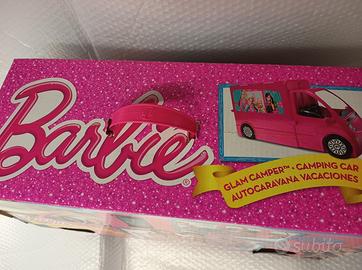 Barbie
GLAM CAMPER™ - CAMPING CAR
AUTOCARAVANA VACACIONES
subito